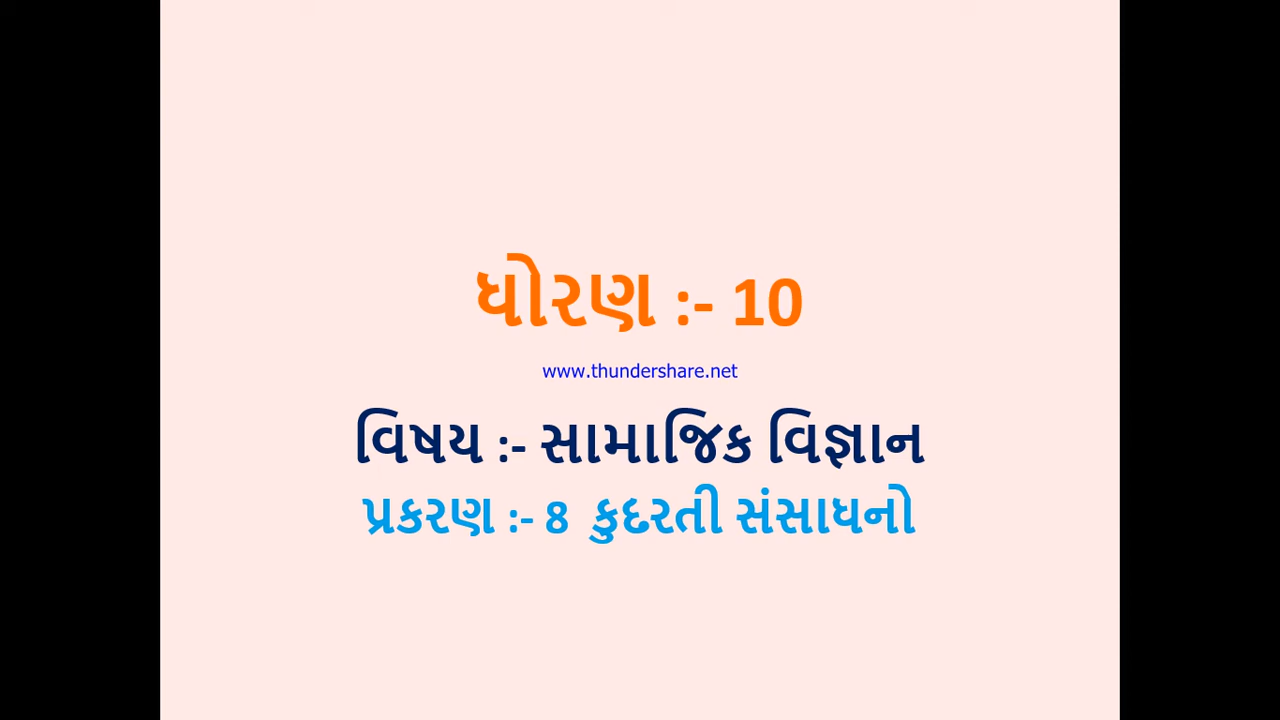 ધોરણ :- 10
www.thundershare.net
વિષય :- સામાજિક વિજ્ઞાન
પ્રકરણ :- 8 કુદરતી સંસાધનો